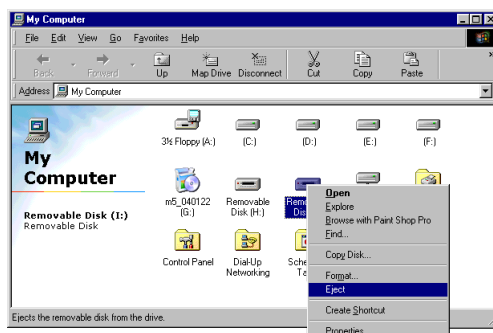 My Computer
File Edit View Go Favorites Help
Back Forward Up Map Drive Disconnect Cut Copy Paste »
Address My Computer
My
Computer
Removable Disk (I:)
Removable Disk
3½ Floppy (A:) (C:) (D:) (E:) (F:)
m5_040122
(G:)
Removable
Disk (H:)
Control Panel
Dial-Up
Networking
Open
Explore
Browse with Paint Shop Pro
Find...
Copy Disk...
Format...
Eject
Create Shortcut
Properties
Ejects the removable disk from the drive.